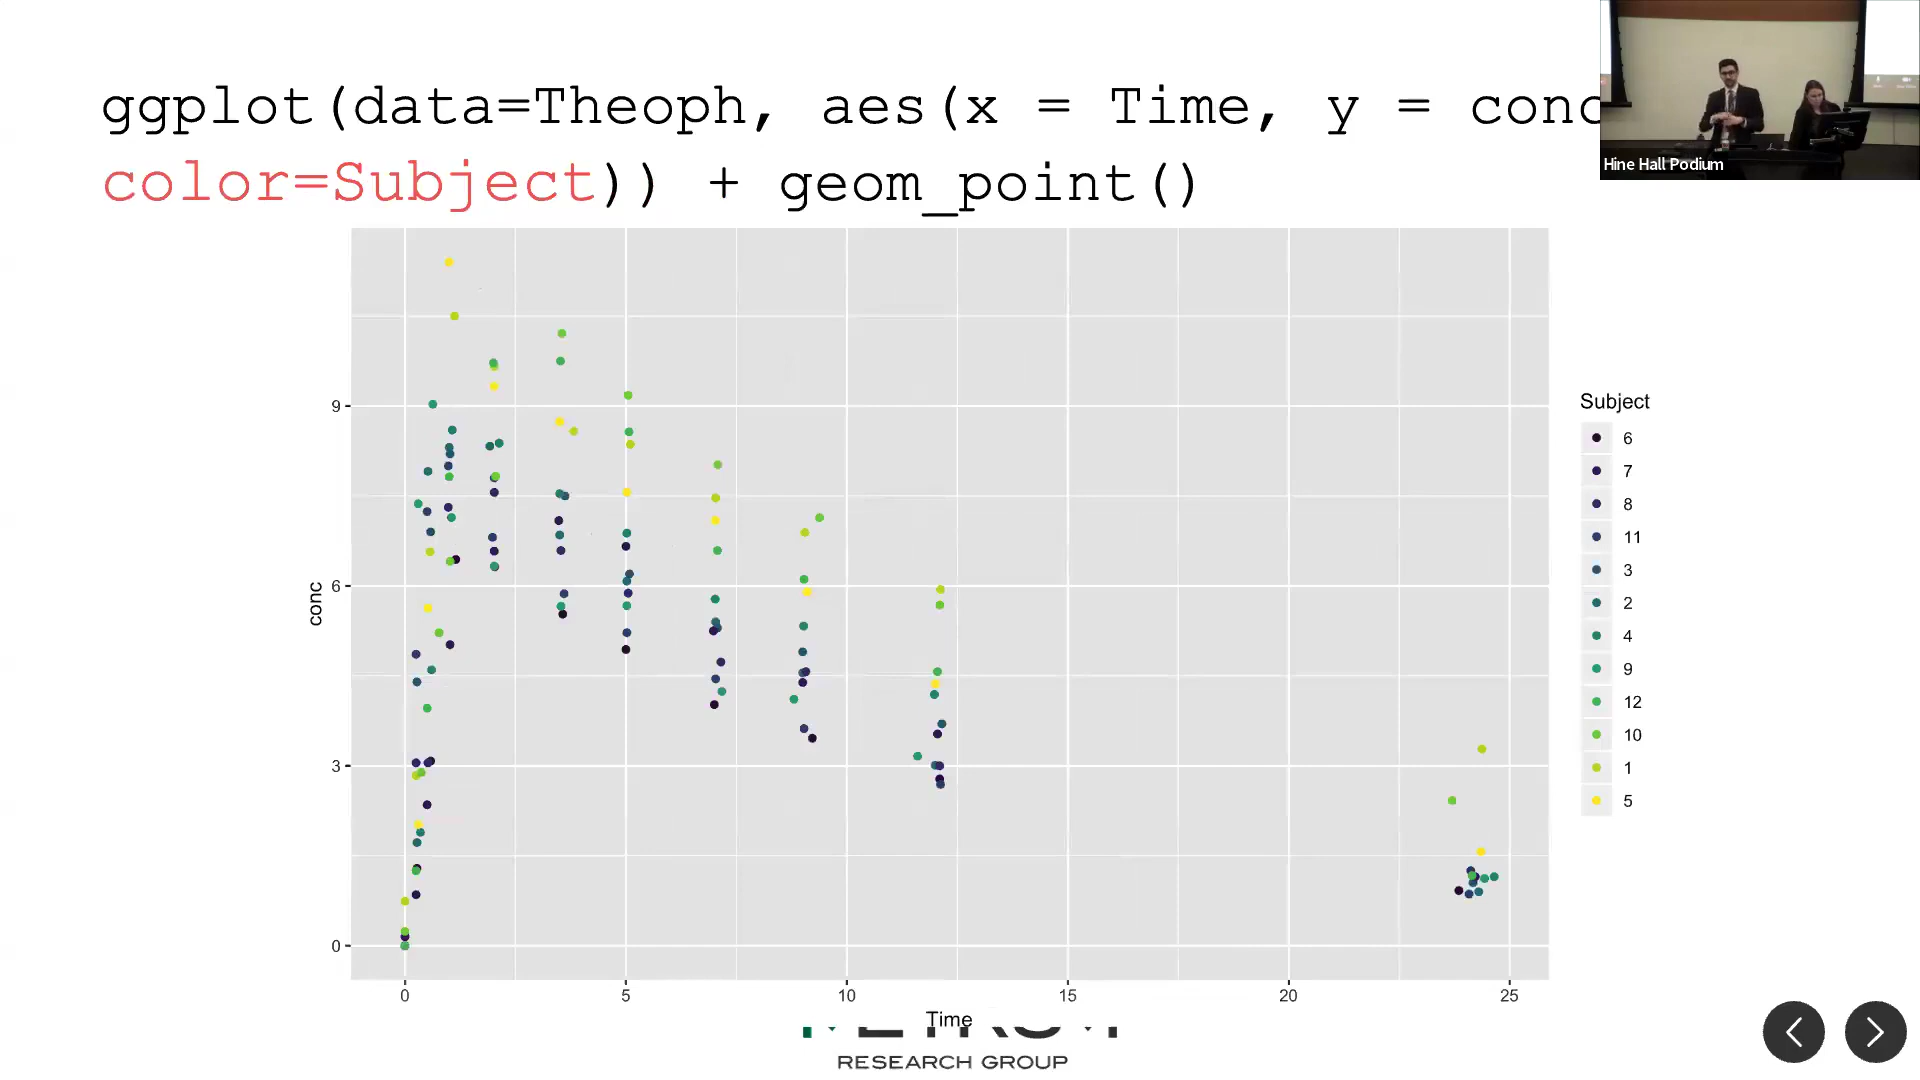 ggplot(data=Theoph, aes(x = Time, y = conc
color=Subject)) + geom_point()
Hine Hall Podium
Subject
6
7
8
11
3
2
4
9
12
10
1
5
conc
9
6
3
0
0 5 10 15 20 25
Time
RESEARCH GROUP